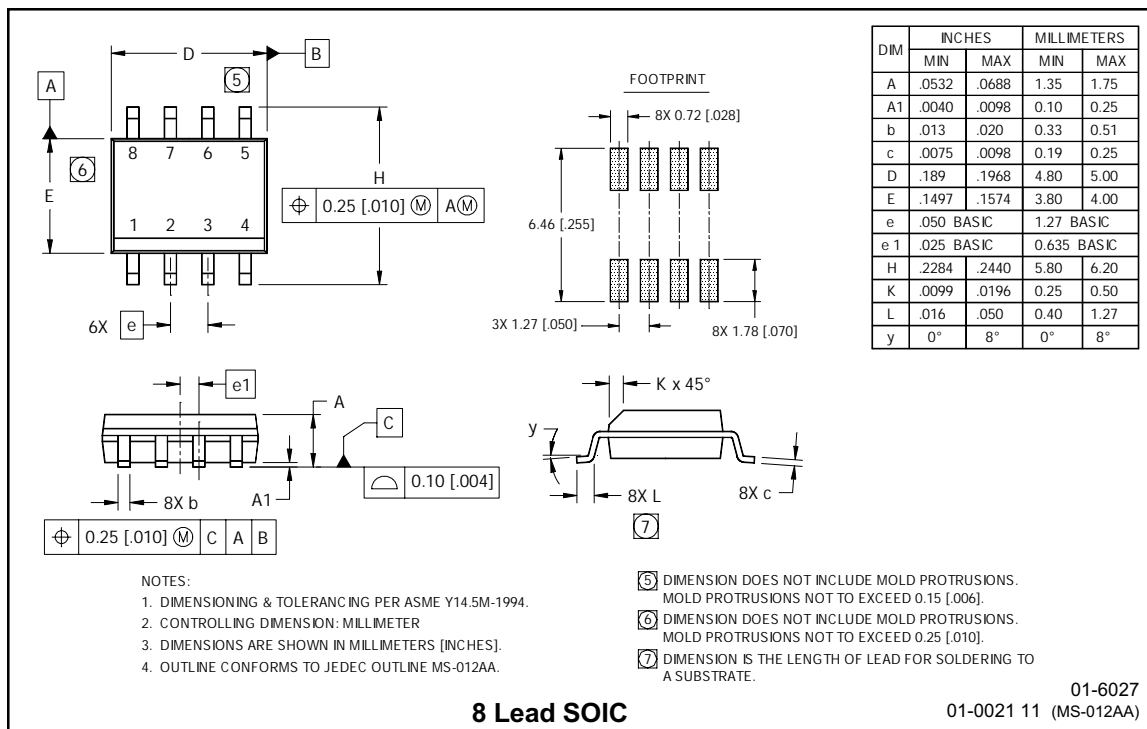 D
B
A
5
8 7 6 5
6
E
H
⌖ 0.25 [.010] Ⓜ AⓂ
1 2 3 4
6X e
FOOTPRINT
8X 0.72 [.028]
6.46 [.255]
3X 1.27 [.050]
8X 1.78 [.070]
DIM INCHES MILLIMETERS
MIN MAX MIN MAX
A .0532 .0688 1.35 1.75
A1 .0040 .0098 0.10 0.25
b .013 .020 0.33 0.51
c .0075 .0098 0.19 0.25
D .189 .1968 4.80 5.00
E .1497 .1574 3.80 4.00
e .050 BASIC 1.27 BASIC
e 1 .025 BASIC 0.635 BASIC
H .2284 .2440 5.80 6.20
K .0099 .0196 0.25 0.50
L .016 .050 0.40 1.27
y 0° 8° 0° 8°
e1
A
C
⌓ 0.10 [.004]
A1
8X b
⌖ 0.25 [.010] Ⓜ C A B
K x 45°
y
8X L
8X c
7
NOTES:
1. DIMENSIONING & TOLERANCING PER ASME Y14.5M-1994.
2. CONTROLLING DIMENSION: MILLIMETER
3. DIMENSIONS ARE SHOWN IN MILLIMETERS [INCHES].
4. OUTLINE CONFORMS TO JEDEC OUTLINE MS-012AA.
5 DIMENSION DOES NOT INCLUDE MOLD PROTRUSIONS.
MOLD PROTRUSIONS NOT TO EXCEED 0.15 [.006].
6 DIMENSION DOES NOT INCLUDE MOLD PROTRUSIONS.
MOLD PROTRUSIONS NOT TO EXCEED 0.25 [.010].
7 DIMENSION IS THE LENGTH OF LEAD FOR SOLDERING TO
A SUBSTRATE.
8 Lead SOIC
01-6027
01-0021 11 (MS-012AA)